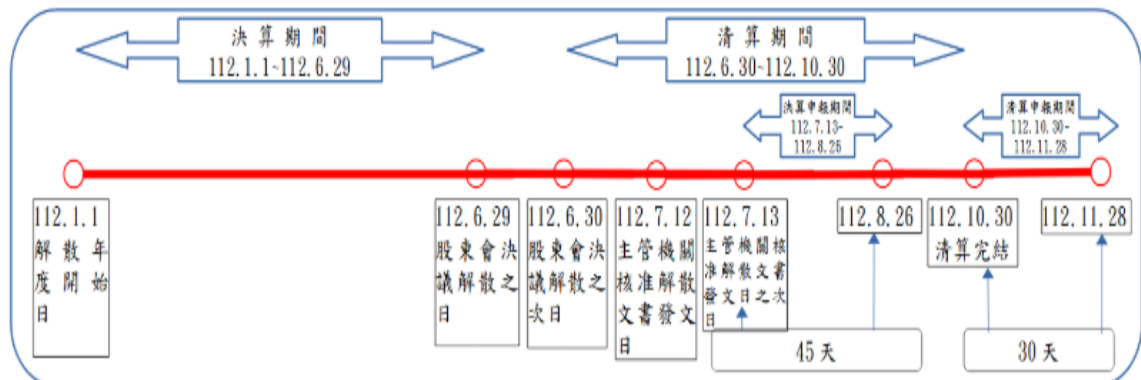 決算期間
112.1.1~112.6.29
清算期間
112.6.30~112.10.30
決算申報期間
112.7.13-
112.8.26
清算申報期間
112.10.30-
112.11.28
112.1.1
解散年
度開始
日
112.6.29
股東會決
議解散之
日
112.6.30
股東會決
議解散之
次日
112.7.12
主管機關
核准解散
文書發文
日
112.7.13
主管機關核
准解散文書
發文日之次
日
112.8.26
112.10.30
清算完結
112.11.28
45天
30天